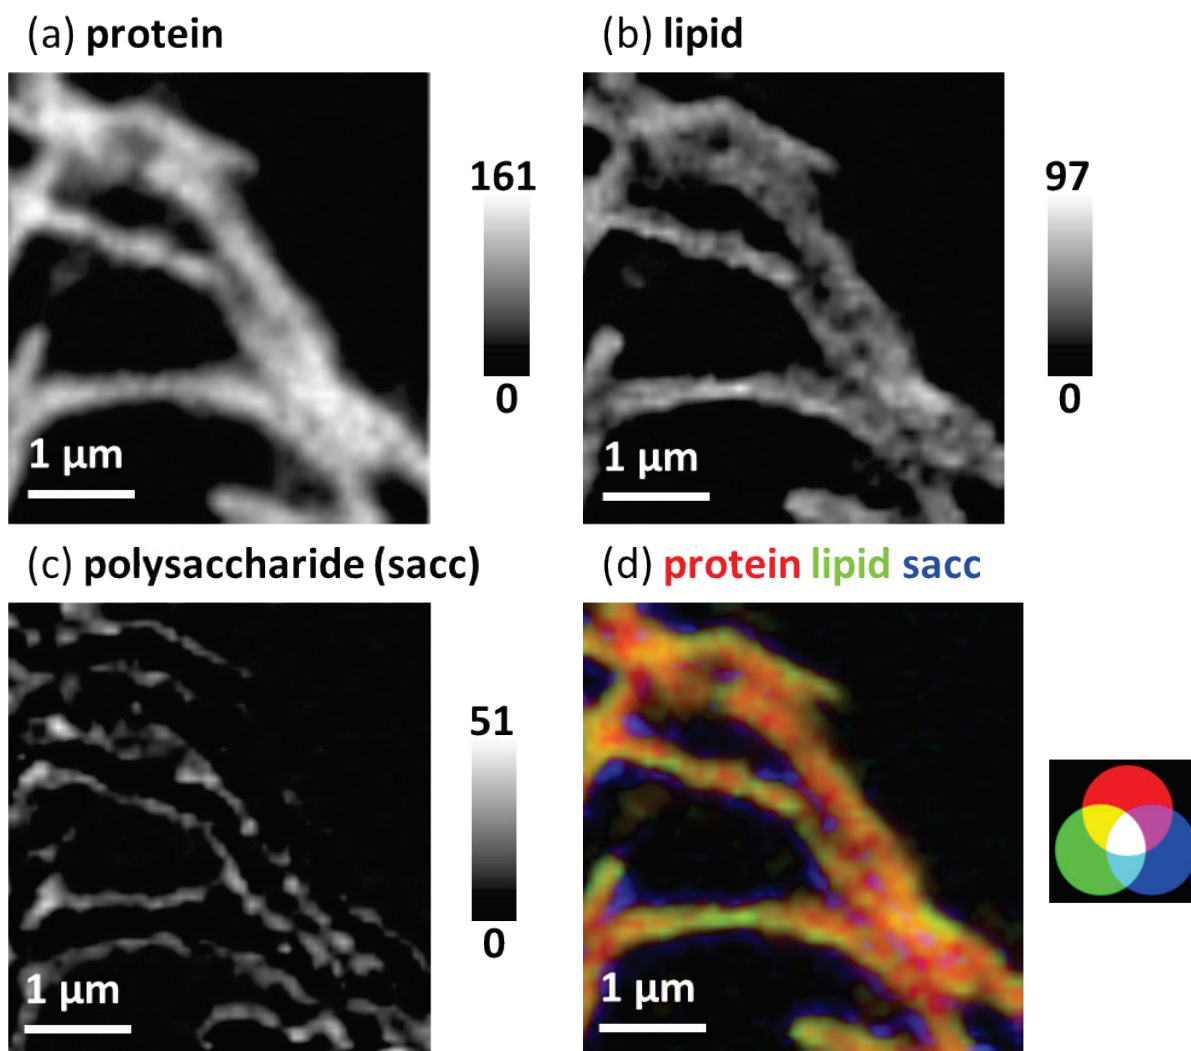 (a) protein
(b) lipid
161
0
1 μm
97
0
1 μm
(c) polysaccharide (sacc)
(d) protein lipid sacc
51
0
1 μm
1 μm